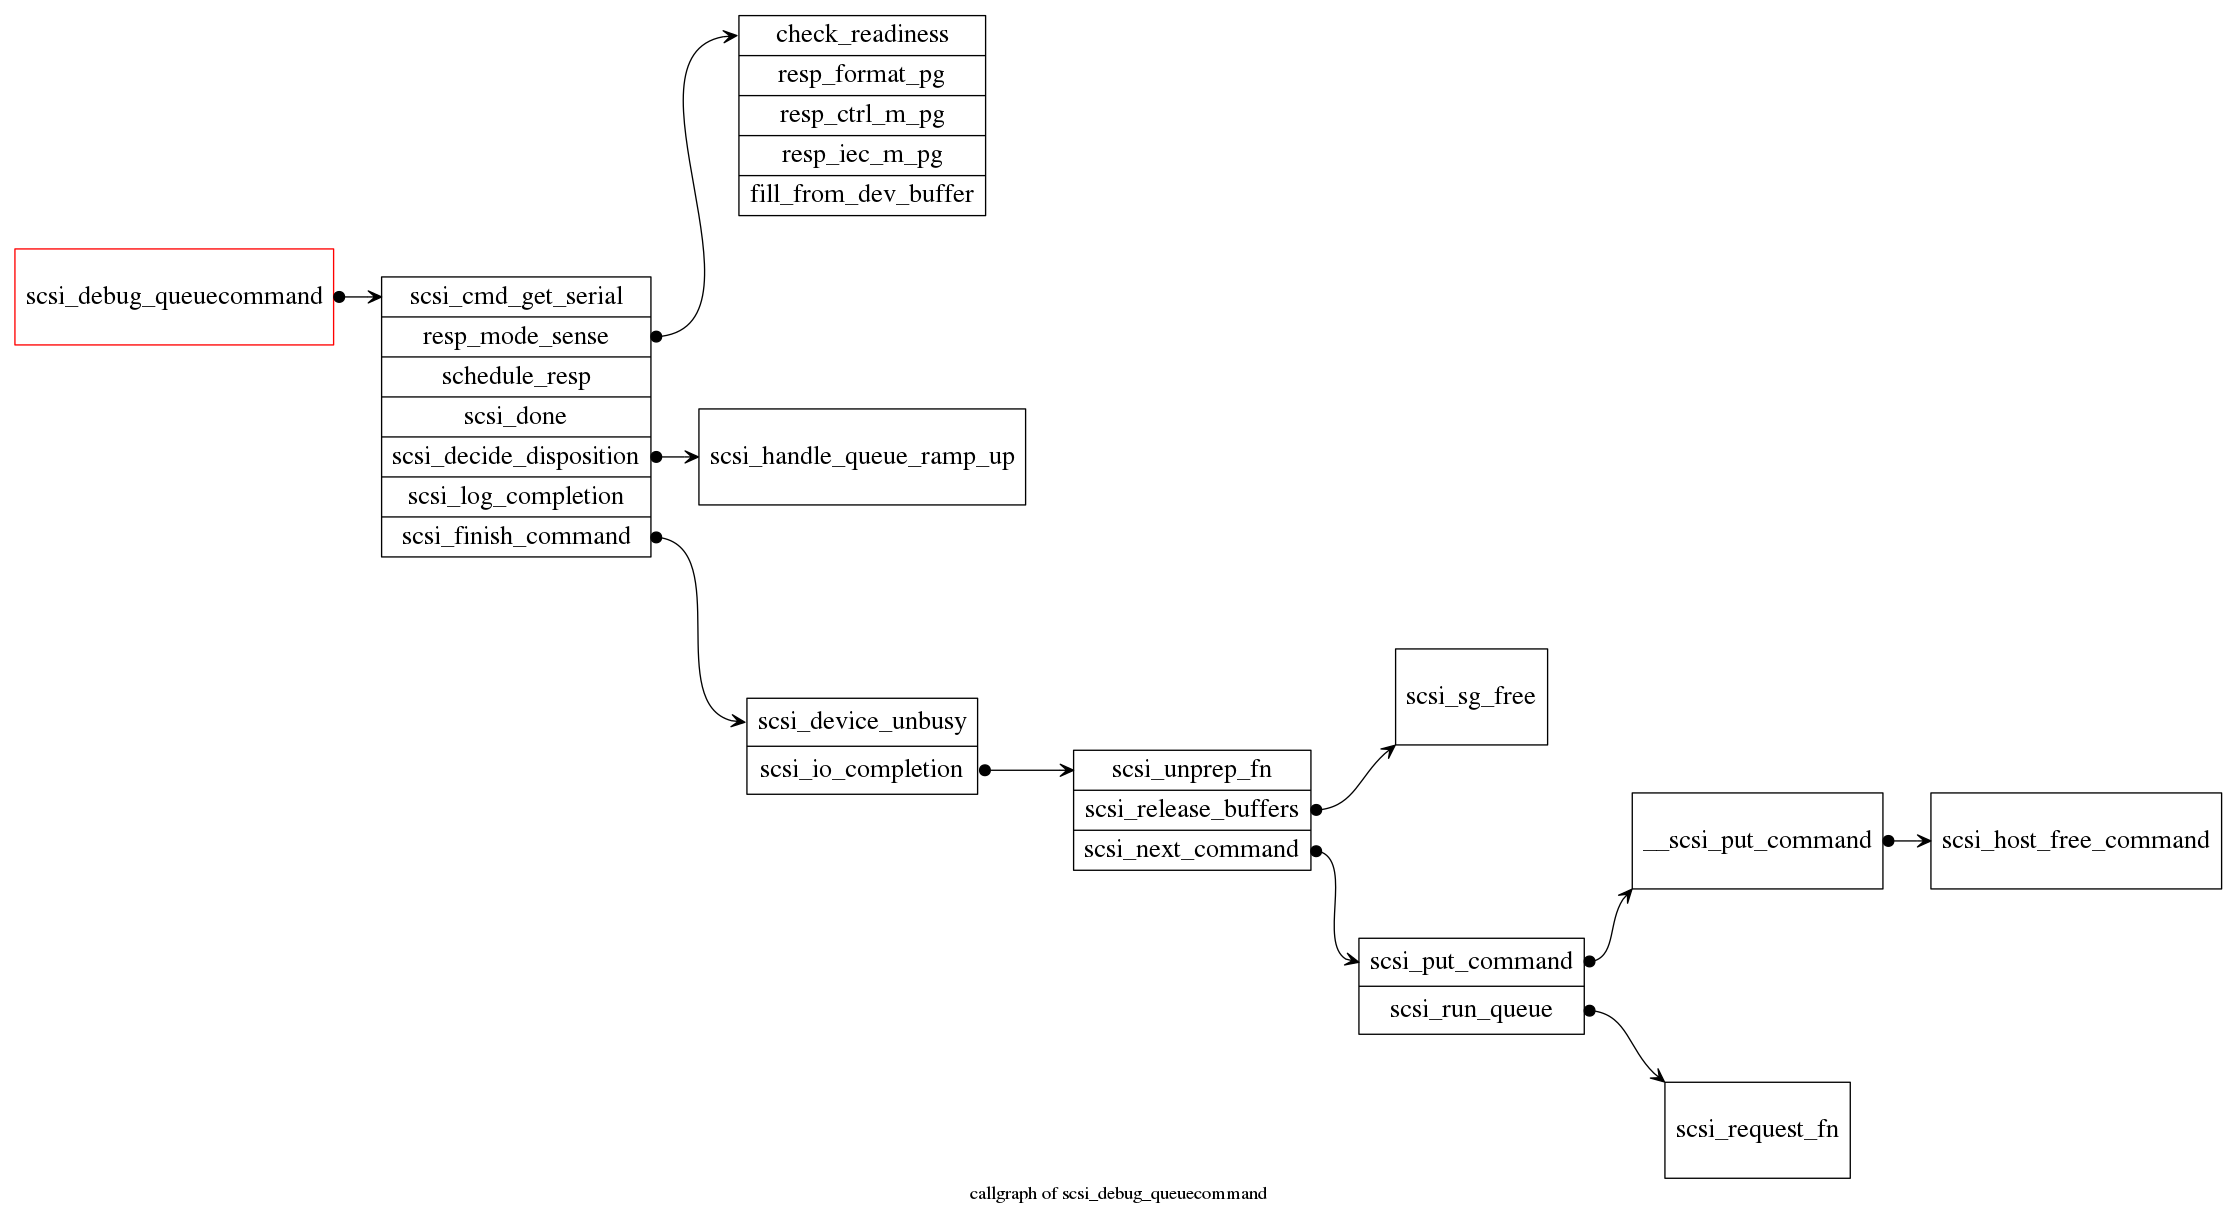 check_readiness
resp_format_pg
resp_ctrl_m_pg
resp_iec_m_pg
fill_from_dev_buffer
scsi_debug_queuecommand
scsi_cmd_get_serial
resp_mode_sense
schedule_resp
scsi_done
scsi_decide_disposition
scsi_log_completion
scsi_finish_command
scsi_handle_queue_ramp_up
scsi_device_unbusy
scsi_io_completion
scsi_unprep_fn
scsi_release_buffers
scsi_next_command
scsi_sg_free
scsi_put_command
scsi_run_queue
__scsi_put_command
scsi_host_free_command
scsi_request_fn
callgraph of scsi_debug_queuecommand